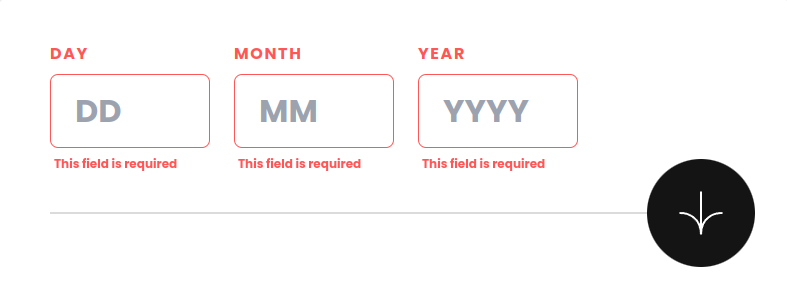 DAY MONTH YEAR
DD MM YYYY
This field is required This field is required This field is required